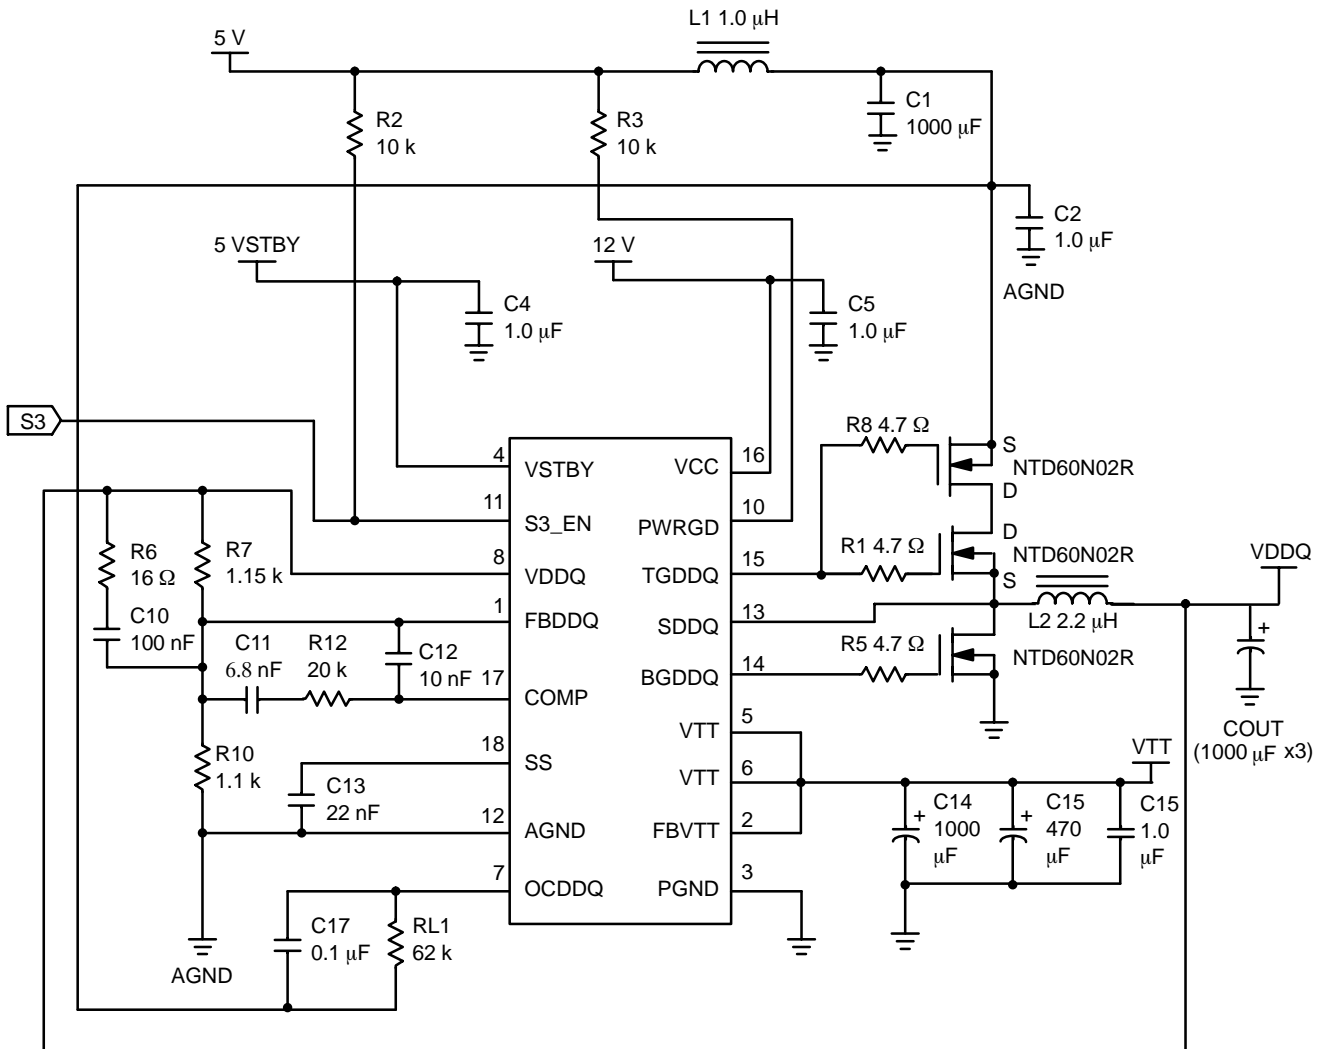 L1 1.0 μH
5 V
R2
10 k
R3
10 k
C1
1000 μF
C2
1.0 μF
AGND
5 VSTBY
12 V
C4
1.0 μF
C5
1.0 μF
S3
R8 4.7 Ω
S
NTD60N02R
D
4
VSTBY
VCC
16
11
S3_EN
PWRGD
10
R6
16 Ω
R7
1.15 k
8
VDDQ
TGDDQ
15
R1 4.7 Ω
D
NTD60N02R
S
VDDQ
C10
100 nF
1
FBDDQ
SDDQ
13
L2 2.2 μH
+
C11
6.8 nF
R12
20 k
C12
10 nF
17
COMP
BGDDQ
14
R5 4.7 Ω
NTD60N02R
COUT
(1000 μF x3)
R10
1.1 k
18
SS
VTT
5
C13
22 nF
VTT
6
VTT
12
AGND
FBVTT
2
+
C14
1000
μF
+
C15
470
μF
C15
1.0
μF
7
OCDDQ
PGND
3
C17
0.1 μF
RL1
62 k
AGND